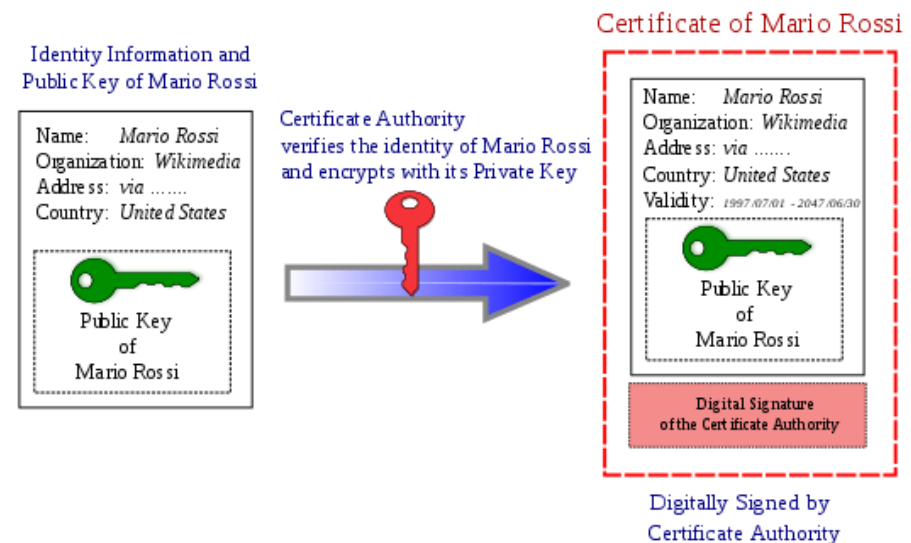 Identity Information and
Public Key of Mario Rossi
Name: Mario Rossi
Organization: Wikimedia
Address: via .......
Country: United States
Public Key
of
Mario Rossi
Certificate Authority
verifies the identity of Mario Rossi
and encrypts with its Private Key
Certificate of Mario Rossi
Name: Mario Rossi
Organization: Wikimedia
Address: via .......
Country: United States
Validity: 1997/07/01 - 2047/06/30
Public Key
of
Mario Rossi
Digital Signature
of the Certificate Authority
Digitally Signed by
Certificate Authority